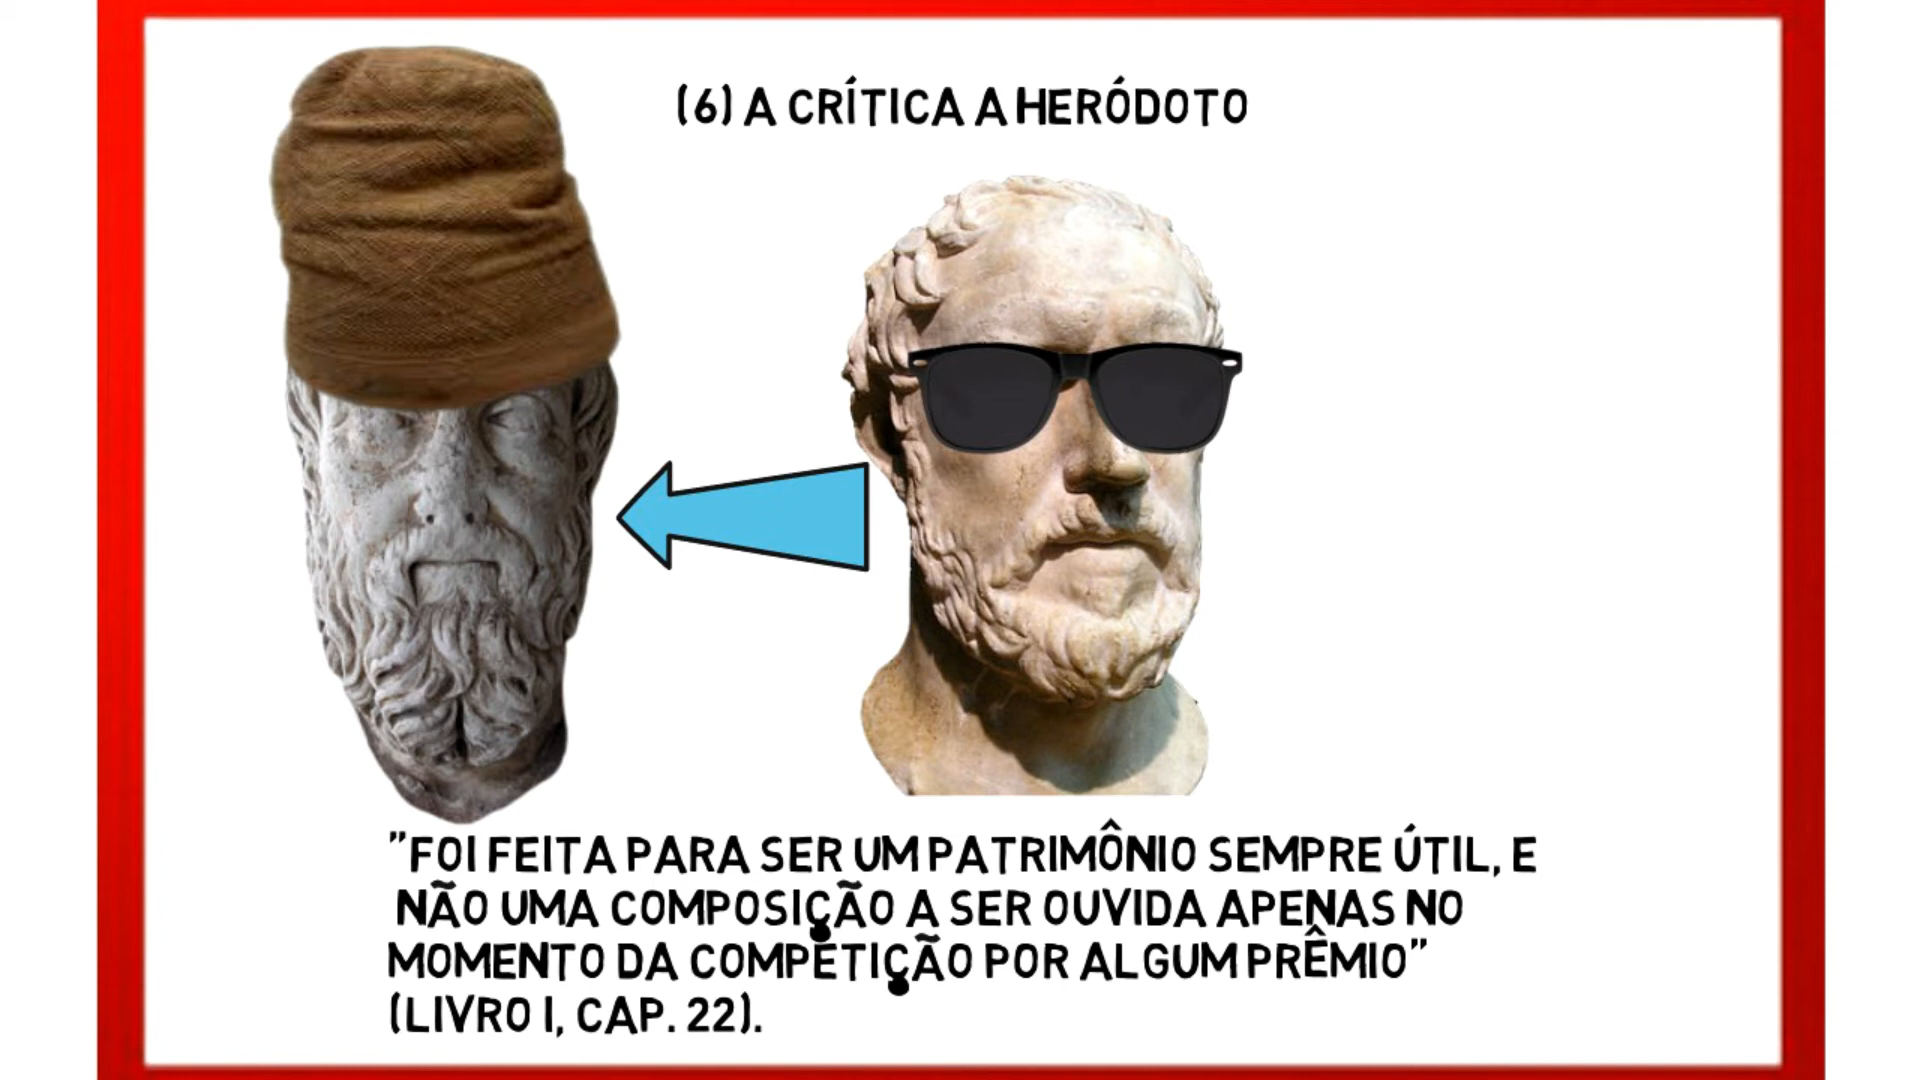 (6) A CRÍTICA A HERÓDOTO
"FOI FEITA PARA SER UM PATRIMÔNIO SEMPRE ÚTIL, E
NÃO UMA COMPOSIÇÃO A SER OUVIDA APENAS NO
MOMENTO DA COMPETIÇÃO POR ALGUM PRÊMIO"
(LIVRO I, CAP. 22).